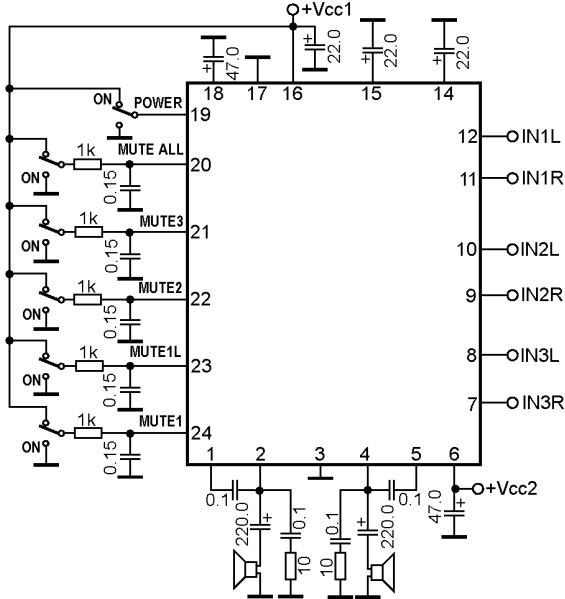 +Vcc1
22.0
47.0
22.0
22.0
18
17
16
15
14
ON
POWER
19
12
IN1L
MUTE ALL
1k
20
ON
0.15
11
IN1R
1k
MUTE3
21
ON
0.15
10
IN2L
1k
MUTE2
22
ON
0.15
9
IN2R
1k
MUTE1L
23
ON
0.15
8
IN3L
7
IN3R
1k
MUTE1
24
ON
0.15
1
2
3
4
5
6
+Vcc2
0.1
0.1
47.0
220.0
0.1
0.1
220.0
10
10
+
+
+
+
+
+
+